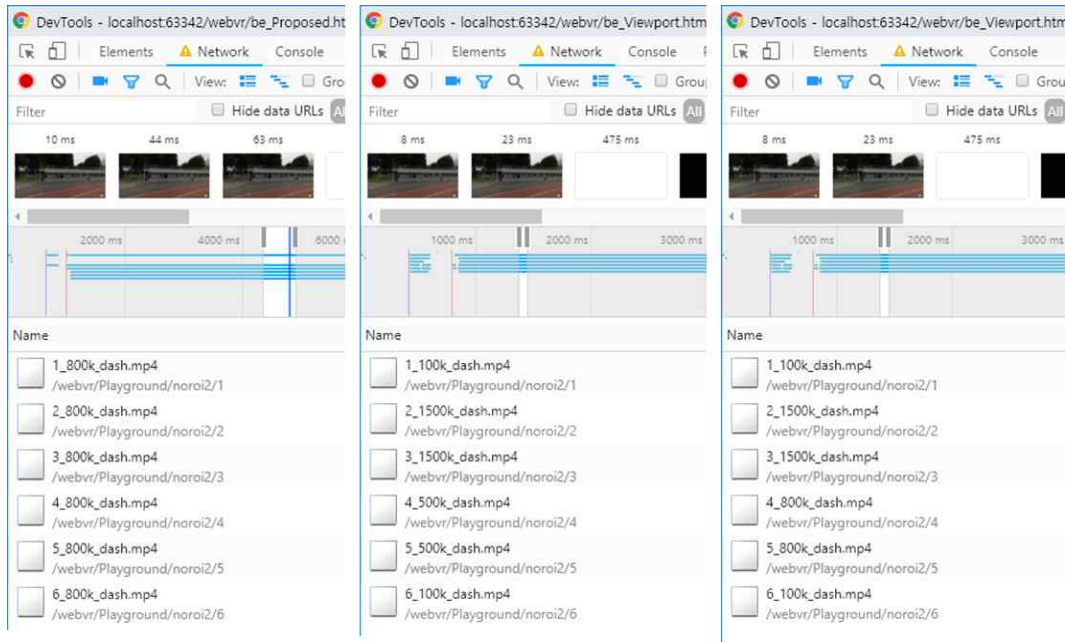 DevTools - localhost:63342/webvr/be_Proposed.ht
Elements Network Console
View: Gro
Filter Hide data URLs Al
10 ms 44 ms 63 ms
2000 ms 4000 ms 6000
Name
1_800k_dash.mp4
/webvr/Playground/noroi2/1
2_800k_dash.mp4
/webvr/Playground/noroi2/2
3_800k_dash.mp4
/webvr/Playground/noroi2/3
4_800k_dash.mp4
/webvr/Playground/noroi2/4
5_800k_dash.mp4
/webvr/Playground/noroi2/5
6_800k_dash.mp4
/webvr/Playground/noroi2/6
DevTools - localhost:63342/webvr/be_Viewport.htm
Elements Network Console
View: Grou
Filter Hide data URLs All
8 ms 23 ms 475 ms
1000 ms 2000 ms 3000 ms
Name
1_100k_dash.mp4
/webvr/Playground/noroi2/1
2_1500k_dash.mp4
/webvr/Playground/noroi2/2
3_1500k_dash.mp4
/webvr/Playground/noroi2/3
4_500k_dash.mp4
/webvr/Playground/noroi2/4
5_500k_dash.mp4
/webvr/Playground/noroi2/5
6_100k_dash.mp4
/webvr/Playground/noroi2/6
DevTools - localhost:63342/webvr/be_Viewport.htm
Elements Network Console
View: Grou
Filter Hide data URLs All
8 ms 23 ms 475 ms
1000 ms 2000 ms 3000 ms
Name
1_100k_dash.mp4
/webvr/Playground/noroi2/1
2_1500k_dash.mp4
/webvr/Playground/noroi2/2
3_1500k_dash.mp4
/webvr/Playground/noroi2/3
4_800k_dash.mp4
/webvr/Playground/noroi2/4
5_800k_dash.mp4
/webvr/Playground/noroi2/5
6_100k_dash.mp4
/webvr/Playground/noroi2/6